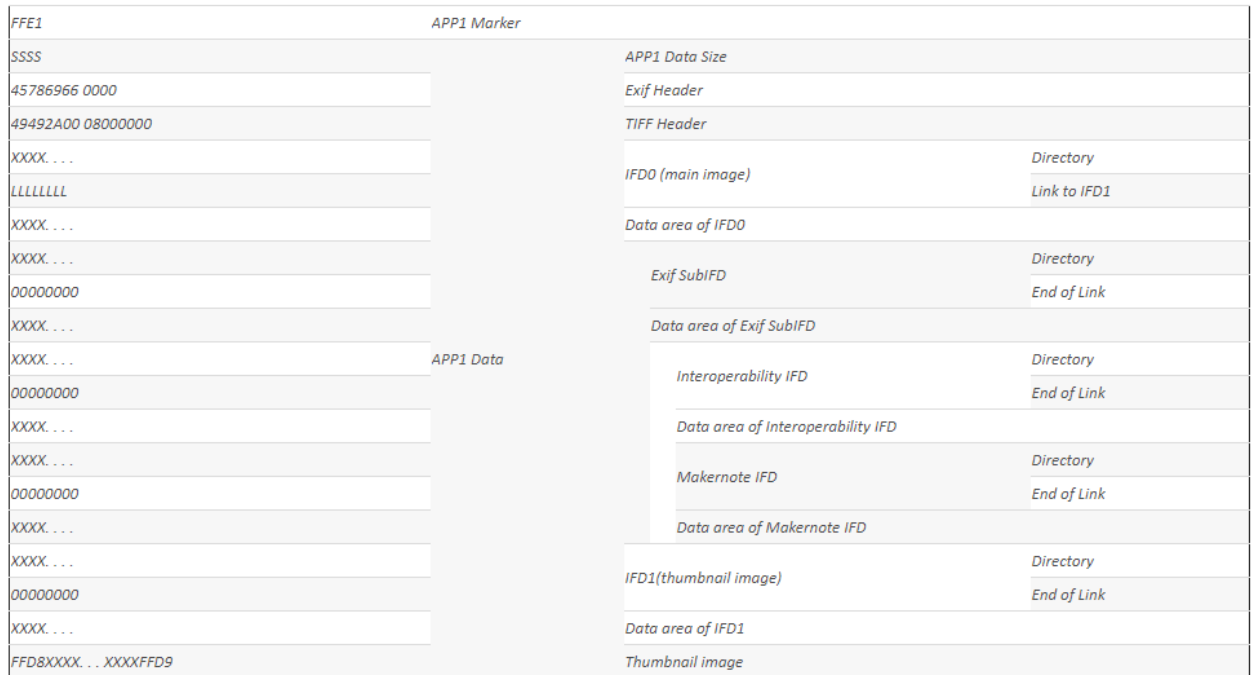 FFE1 APP1 Marker
SSSS APP1 Data Size
45786966 0000 Exif Header
49492A00 08000000 TIFF Header
XXXX. . . . Directory
IFD0 (main image)
LLLLLLLL Link to IFD1
XXXX. . . . Data area of IFD0
XXXX. . . . Directory
Exif SubIFD
00000000 End of Link
XXXX. . . . Data area of Exif SubIFD
XXXX. . . . APP1 Data Directory
Interoperability IFD
00000000 End of Link
XXXX. . . . Data area of Interoperability IFD
XXXX. . . . Directory
Makernote IFD
00000000 End of Link
XXXX. . . . Data area of Makernote IFD
XXXX. . . . Directory
IFD1(thumbnail image)
00000000 End of Link
XXXX. . . . Data area of IFD1
FFD8XXXX. . . XXXXFFD9 Thumbnail image